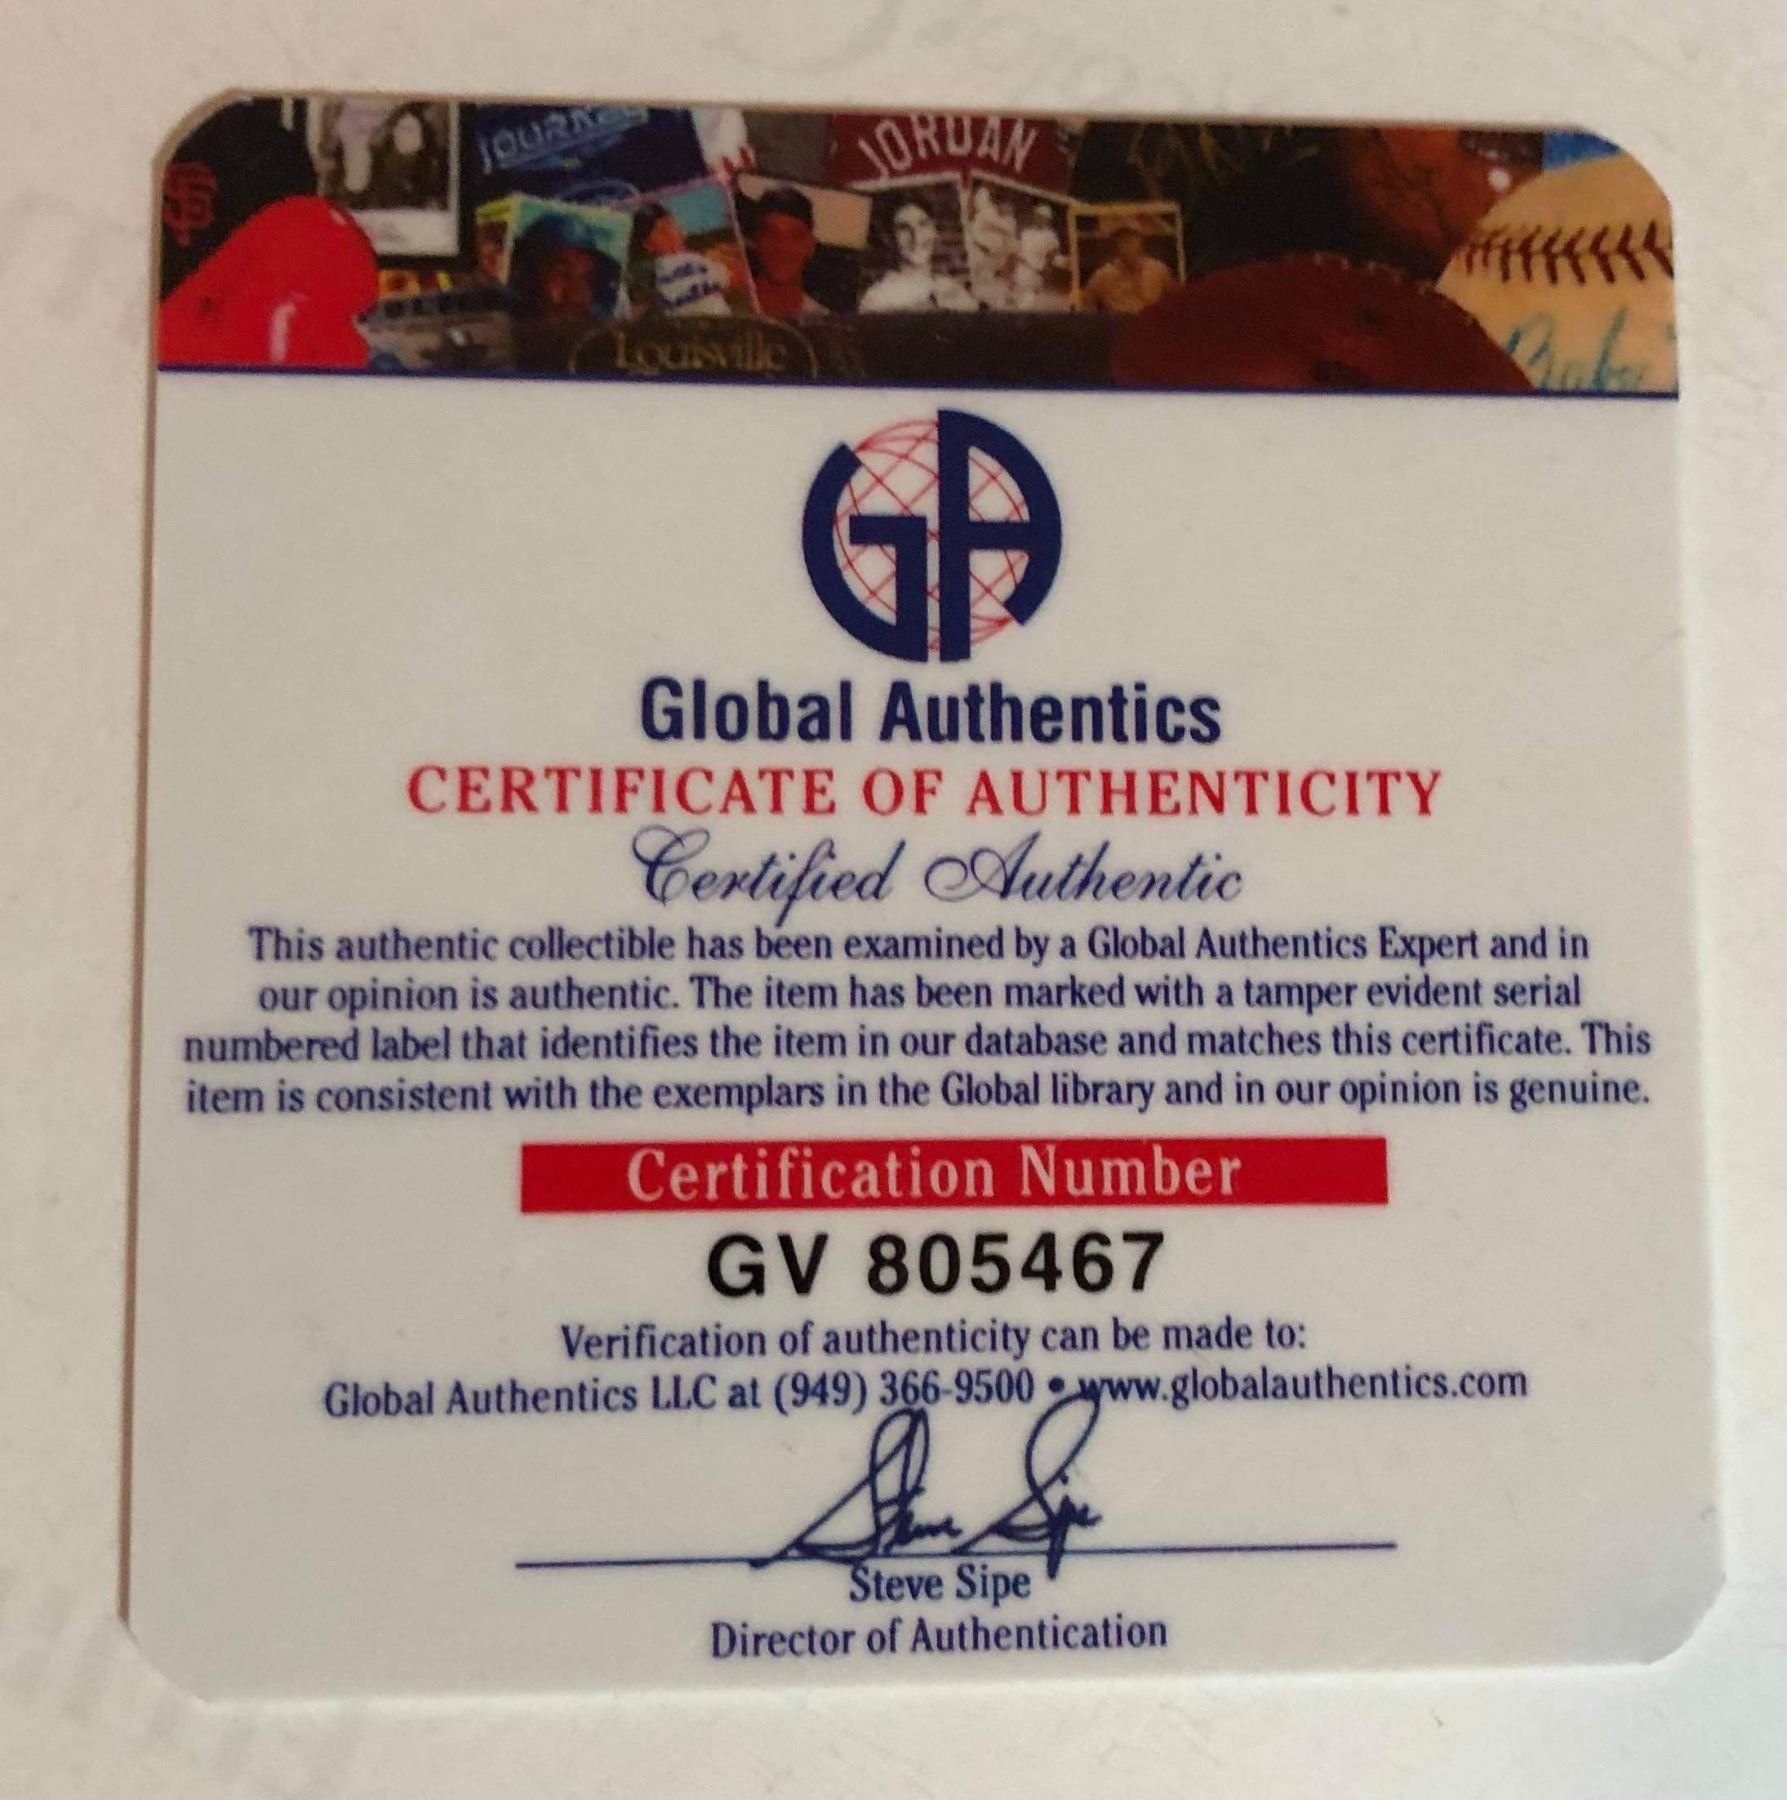 JOURNEY
JORDAN
SF
Louisville
Babe
GA
Global Authentics
CERTIFICATE OF AUTHENTICITY
Certified Authentic
This authentic collectible has been examined by a Global Authentics Expert and in
our opinion is authentic. The item has been marked with a tamper evident serial
numbered label that identifies the item in our database and matches this certificate. This
item is consistent with the exemplars in the Global library and in our opinion is genuine.
Certification Number
GV 805467
Verification of authenticity can be made to:
Global Authentics LLC at (949) 366-9500 • www.globalauthentics.com
Steve Sipe
Steve Sipe
Director of Authentication